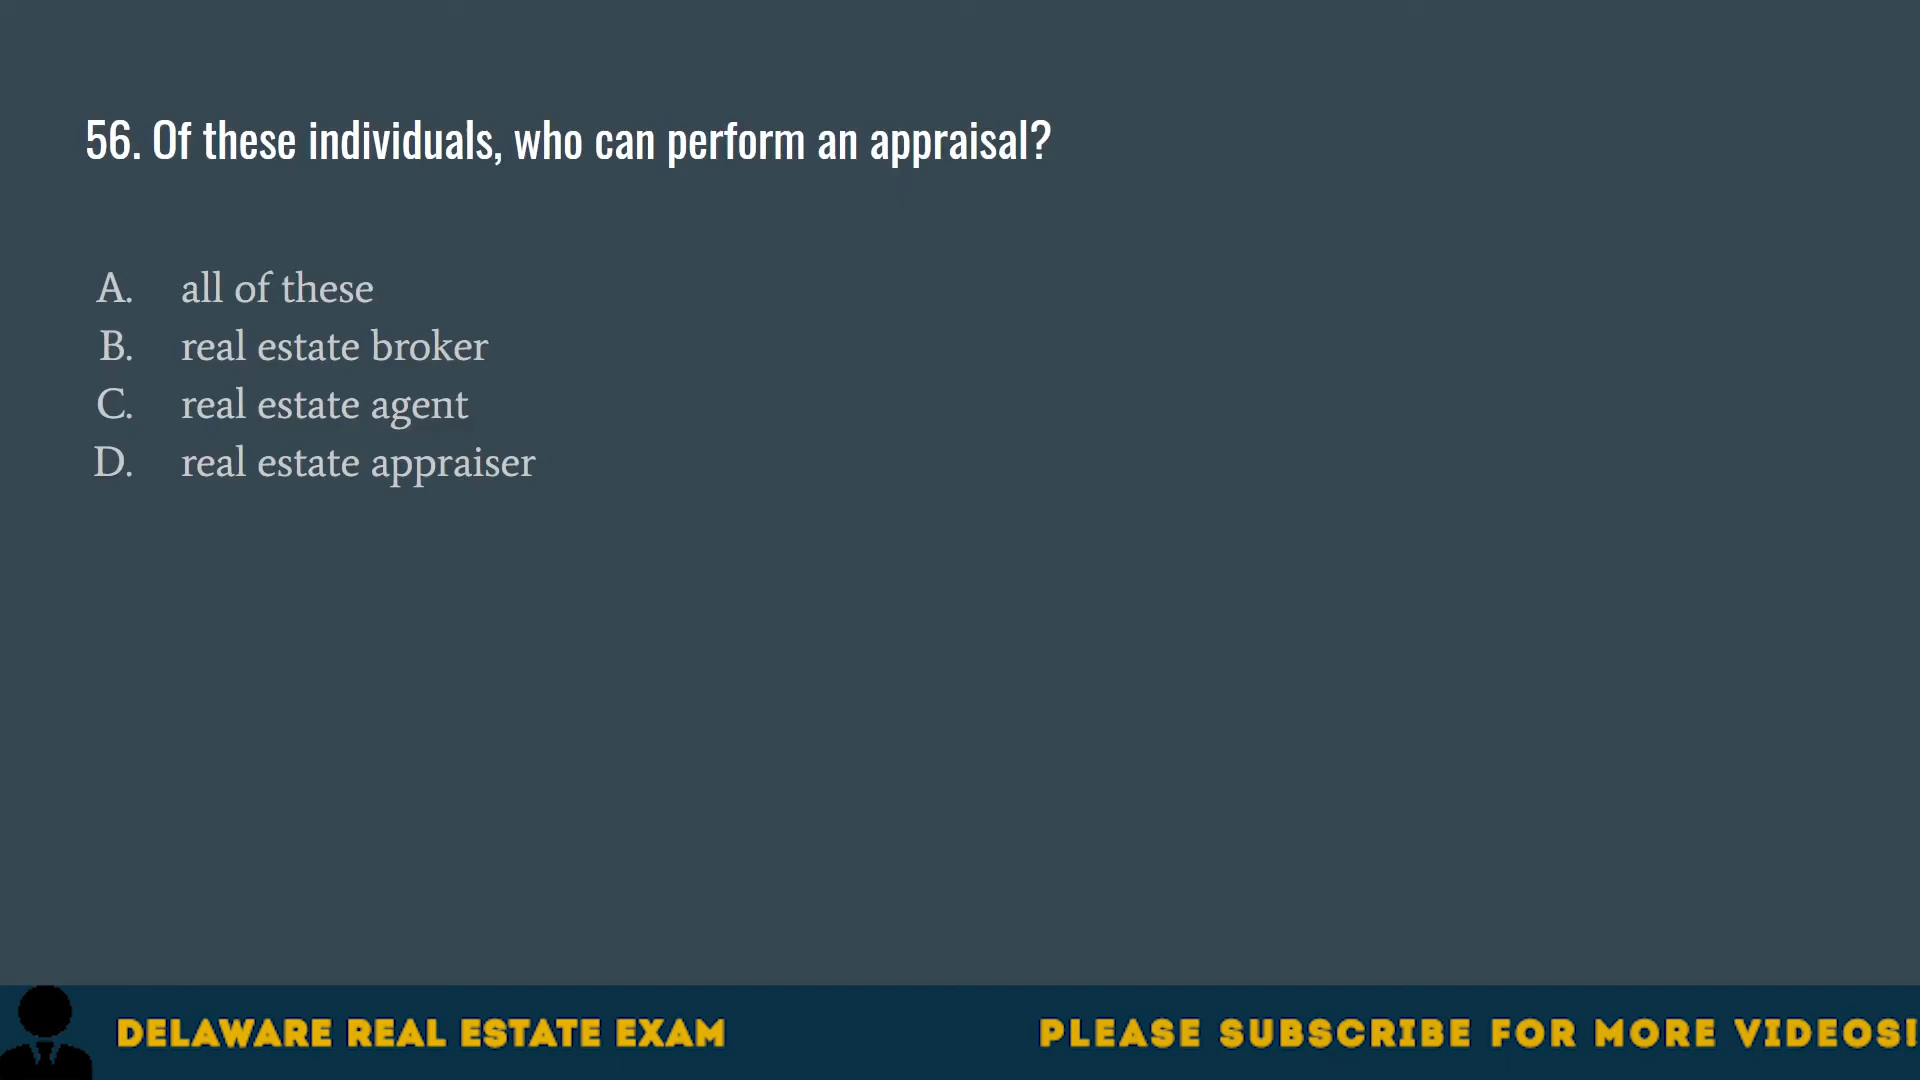 56. Of these individuals, who can perform an appraisal?
A. all of these
B. real estate broker
C. real estate agent
D. real estate appraiser
DELAWARE REAL ESTATE EXAM
PLEASE SUBSCRIBE FOR MORE VIDEOS!